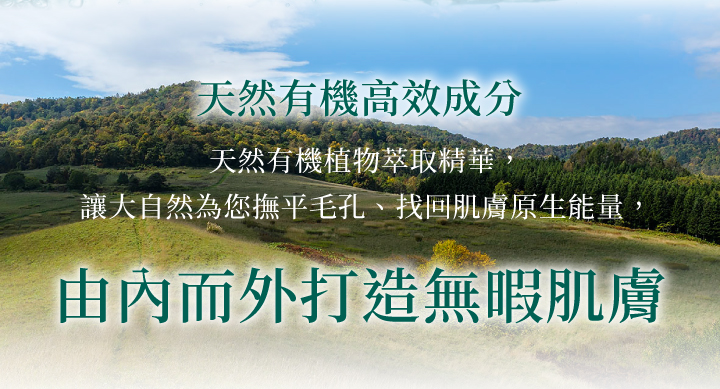 天然有機高效成分
天然有機植物萃取精華，
讓大自然為您撫平毛孔、找回肌膚原生能量，
由內而外打造無暇肌膚